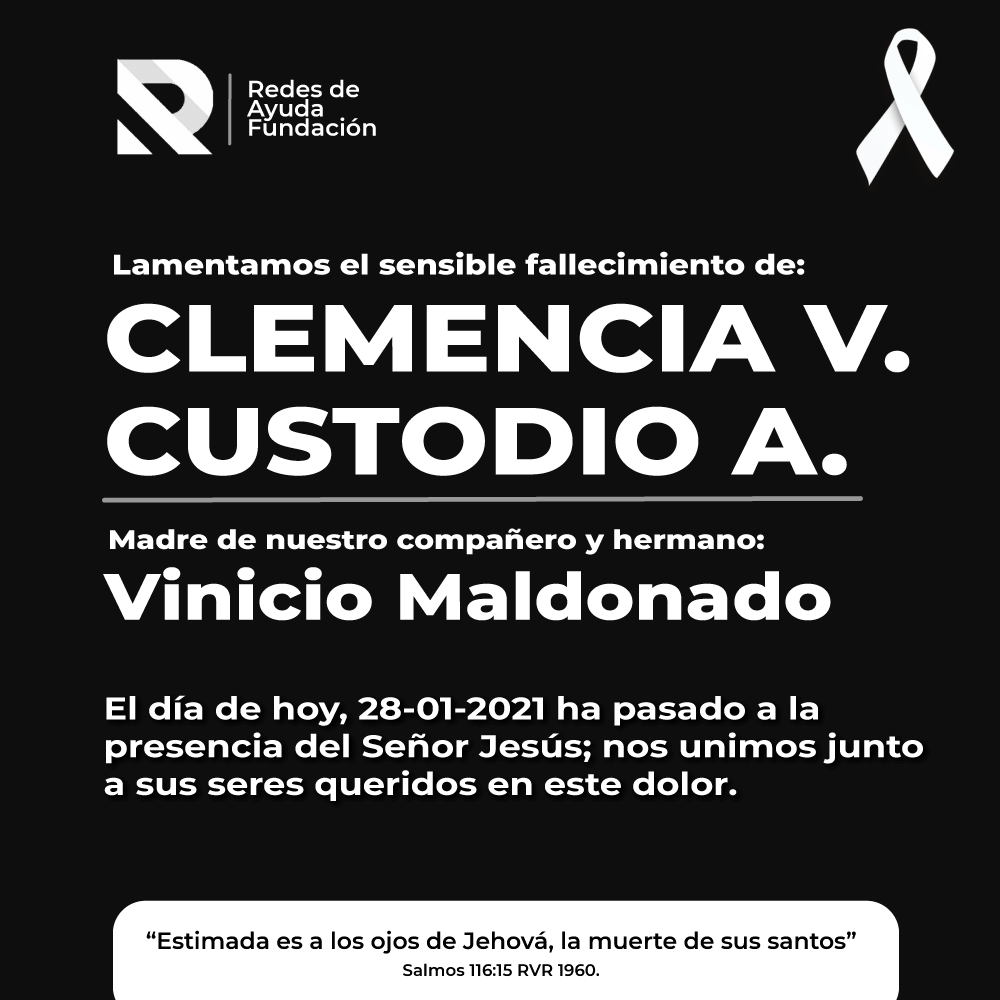 Redes de
Ayuda
Fundación
Lamentamos el sensible fallecimiento de:
CLEMENCIA V.
CUSTODIO A.
Madre de nuestro compañero y hermano:
Vinicio Maldonado
El día de hoy, 28-01-2021 ha pasado a la
presencia del Señor Jesús; nos unimos junto
a sus seres queridos en este dolor.
“Estimada es a los ojos de Jehová, la muerte de sus santos”
Salmos 116:15 RVR 1960.